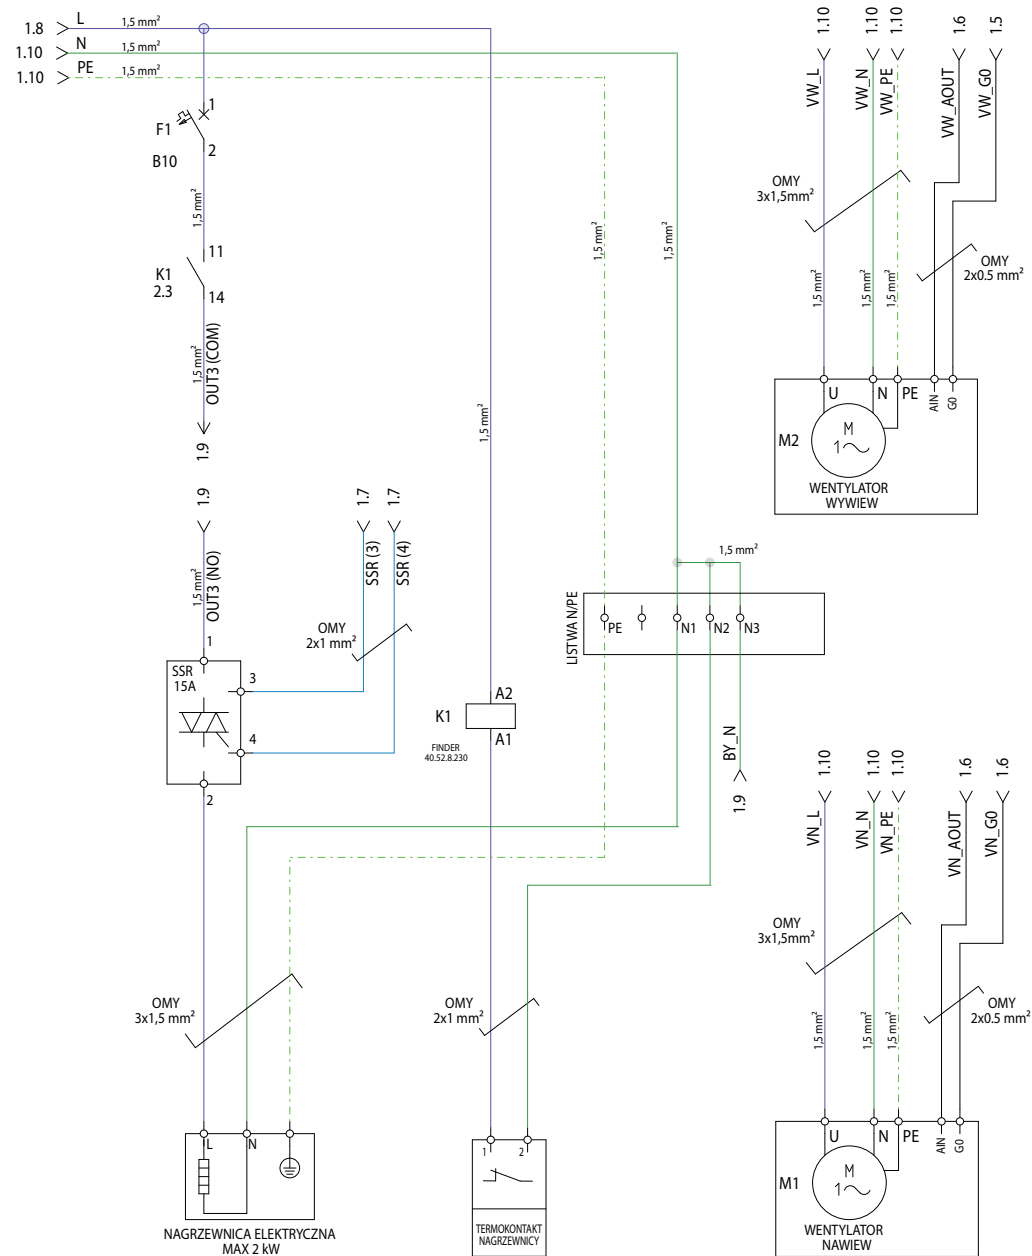 1.8
L
1,5 mm²
1.10
N
1,5 mm²
1.10
PE
1,5 mm²
F1
B10
1
2
1,5 mm²
K1
2.3
11
14
1,5 mm²
OUT3 (COM)
1.9
1.9
1,5 mm²
OUT3 (NO)
1
SSR
15A
3
4
2
1.7
1.7
SSR (3)
SSR (4)
OMY
2x1 mm²
1,5 mm²
K1
A2
A1
FINDER
40.52.8.230
1,5 mm²
1,5 mm²
1,5 mm²
LISTWA N/PE
PE
N1
N2
N3
BY_N
1.9
OMY
3x1,5 mm²
L
N
NAGRZEWNICA ELEKTRYCZNA
MAX 2 kW
OMY
2x1 mm²
1
2
TERMOKONTAKT
NAGRZEWNICY
1.10
1.10
1.10
1.6
1.5
VW_L
VW_N
VW_PE
VW_AOUT
VW_G0
OMY
3x1,5mm²
OMY
2x0.5 mm²
1,5 mm²
1,5 mm²
1,5 mm²
U
N
PE
AIN
G0
M2
M
1
WENTYLATOR
WYWIEW
1.10
1.10
1.10
1.6
1.6
VN_L
VN_N
VN_PE
VN_AOUT
VN_G0
OMY
3x1,5mm²
OMY
2x0.5 mm²
1,5 mm²
1,5 mm²
1,5 mm²
U
N
PE
AIN
G0
M1
M
1
WENTYLATOR
NAWIEW